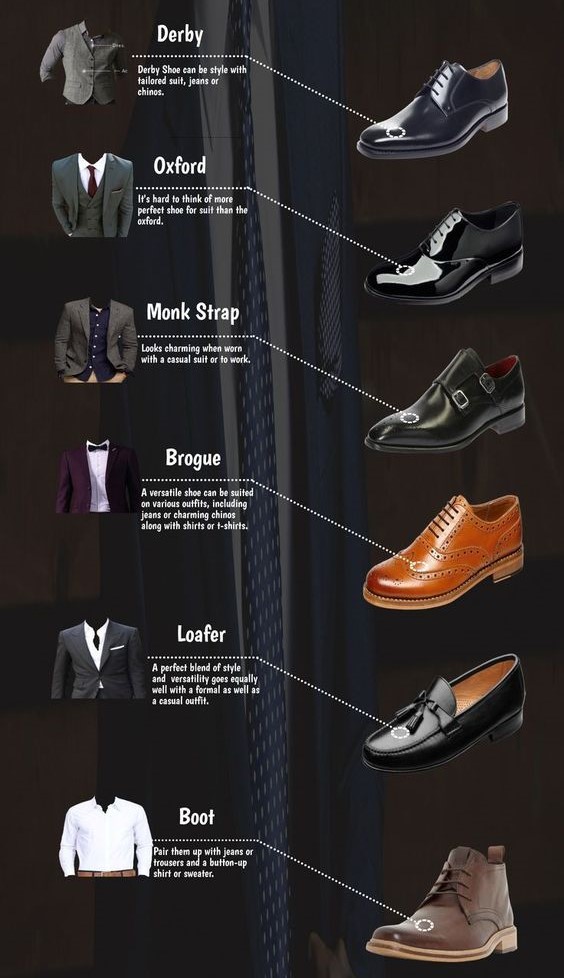 Derby
Derby Shoe can be style with
tailored suit, jeans or
chinos.
Oxford
It's hard to think of more
perfect shoe for suit than the
oxford.
Monk Strap
Looks charming when worn
with a casual suit or to work.
Brogue
A versatile shoe can be suited
on various outfits, including
jeans or charming chinos
along with shirts or t-shirts.
Loafer
A perfect blend of style
and versatility goes equally
well with a formal as well as
a casual outfit.
Boot
Pair them up with jeans or
trousers and a button-up
shirt or sweater.